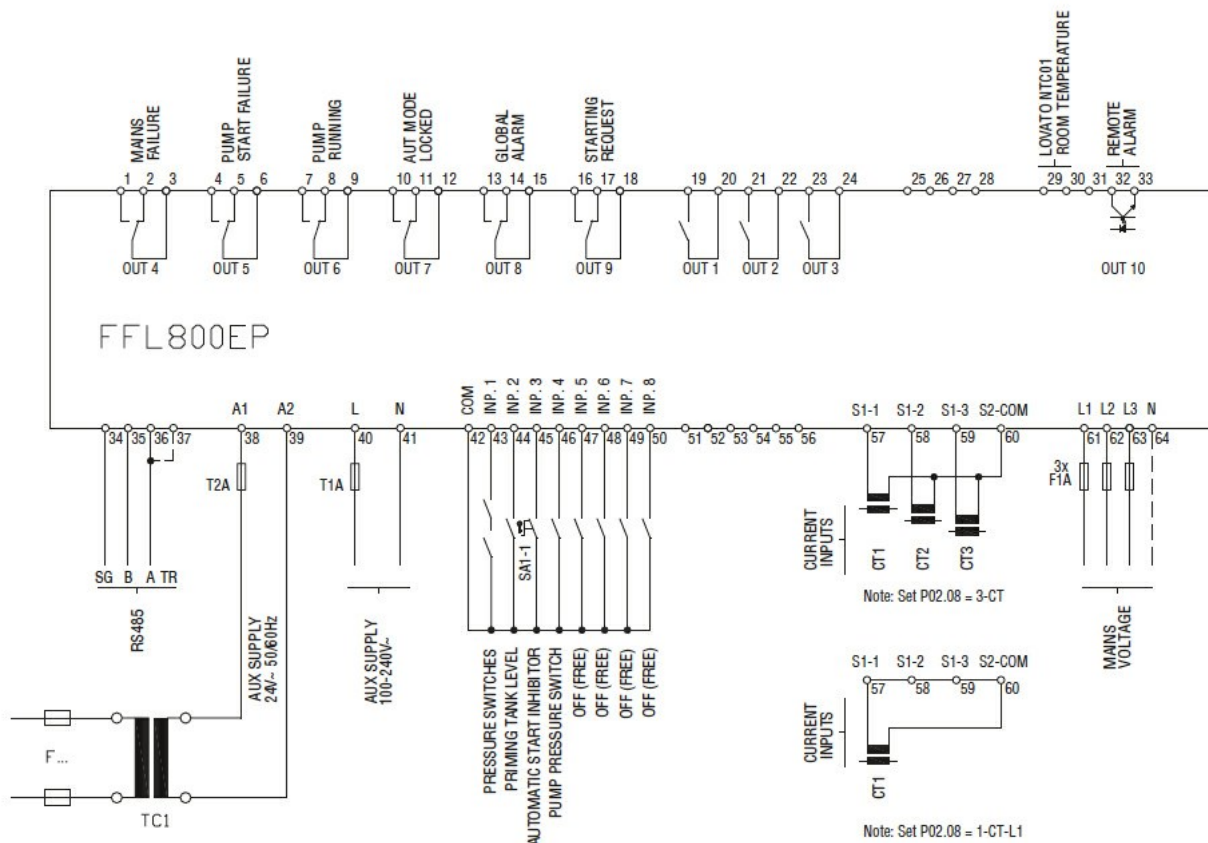 MAINS
FAILURE
PUMP
START FAILURE
PUMP
RUNNING
AUT MODE
LOCKED
GLOBAL
ALARM
STARTING
REQUEST
LOVATO NTC01
ROOM TEMPERATURE
REMOTE
ALARM
1 2 3 4 5 6 7 8 9 10 11 12 13 14 15 16 17 18 19 20 21 22 23 24 25 26 27 28 29 30 31 32 33
OUT 4 OUT 5 OUT 6 OUT 7 OUT 8 OUT 9 OUT 1 OUT 2 OUT 3 OUT 10
FFL800EP
A1 A2 L N COM INP. 1 INP. 2 INP. 3 INP. 4 INP. 5 INP. 6 INP. 7 INP. 8 S1-1 S1-2 S1-3 S2-COM L1 L2 L3 N
34 35 36 37 38 39 40 41 42 43 44 45 46 47 48 49 50 51 52 53 54 55 56 57 58 59 60 61 62 63 64
T2A T1A
3x
F1A
SA1-1
SG B A TR
RS485
AUX SUPPLY
24V~ 50/60Hz
AUX SUPPLY
100-240V~
PRESSURE SWITCHES
PRIMING TANK LEVEL
AUTOMATIC START INHIBITOR
PUMP PRESSURE SWITCH
OFF (FREE)
OFF (FREE)
OFF (FREE)
OFF (FREE)
CURRENT
INPUTS
CT1 CT2 CT3
Note: Set P02.08 = 3-CT
MAINS
VOLTAGE
S1-1 S1-2 S1-3 S2-COM
57 58 59 60
CURRENT
INPUTS
CT1
Note: Set P02.08 = 1-CT-L1
F...
TC1